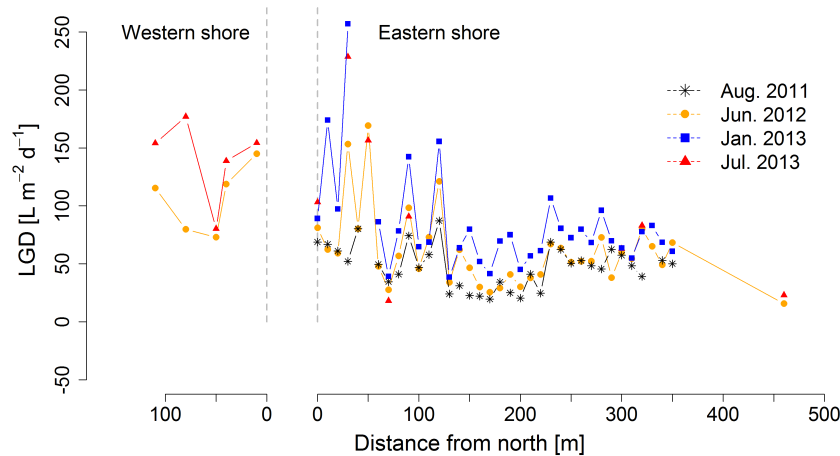 Western shore
Eastern shore
Aug. 2011
Jun. 2012
Jan. 2013
Jul. 2013
LGD [L m⁻² d⁻¹]
250
200
150
100
50
0
-50
100 0 0 100 200 300 400 500
Distance from north [m]